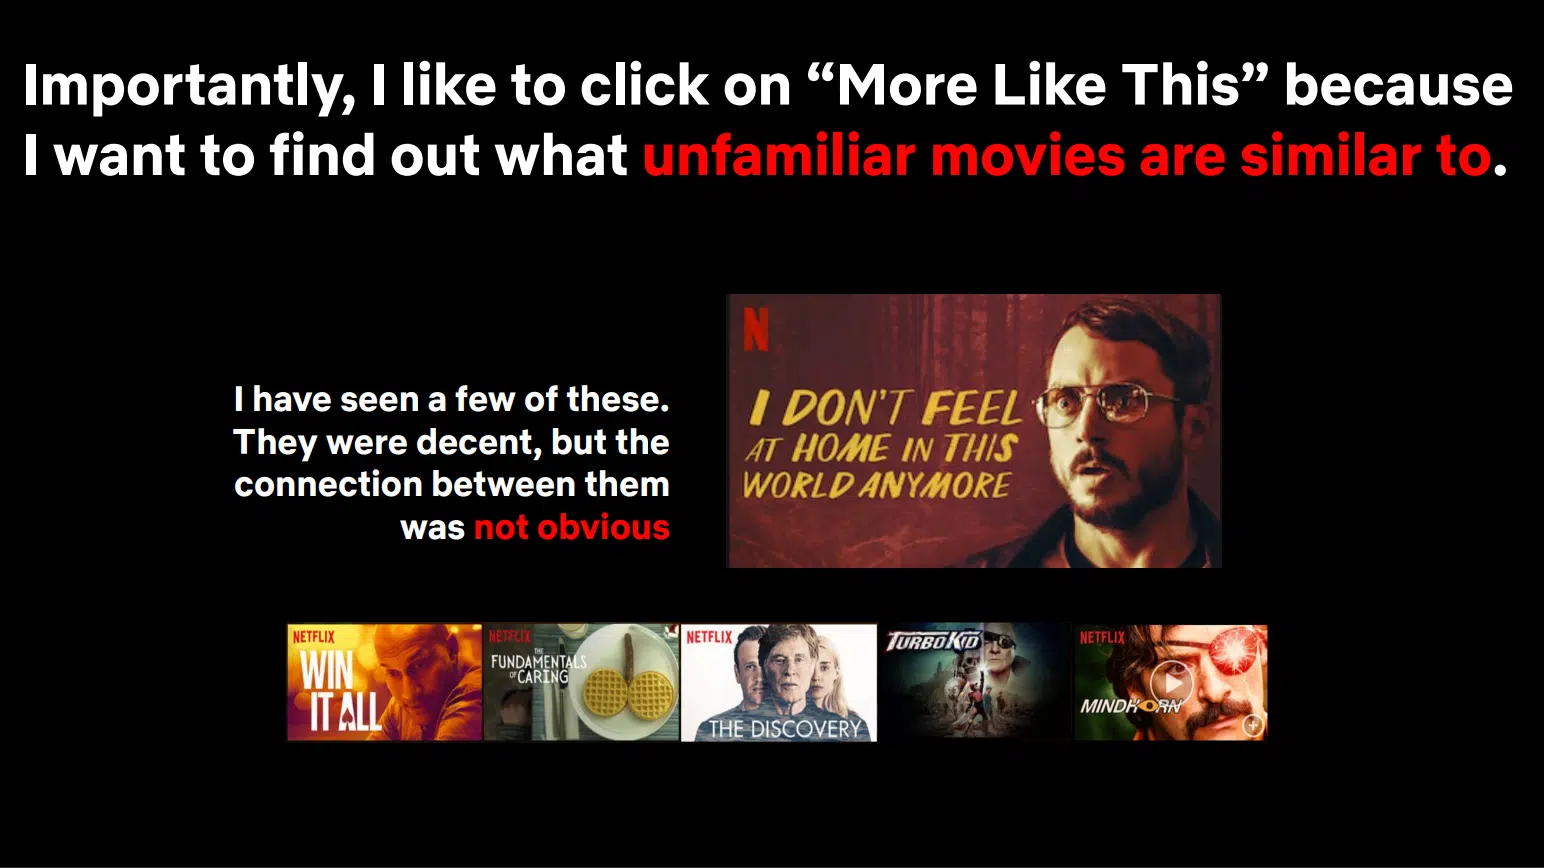 Importantly, I like to click on “More Like This” because
I want to find out what unfamiliar movies are similar to.
I have seen a few of these.
They were decent, but the
connection between them
was not obvious
N
I DON'T FEEL
AT HOME IN THIS
WORLD ANYMORE
NETFLIX
WIN
IT ALL
NETFLIX
THE
FUNDAMENTALS
OF CARING
NETFLIX
THE DISCOVERY
TURBO KID
NETFLIX
MINDHORN